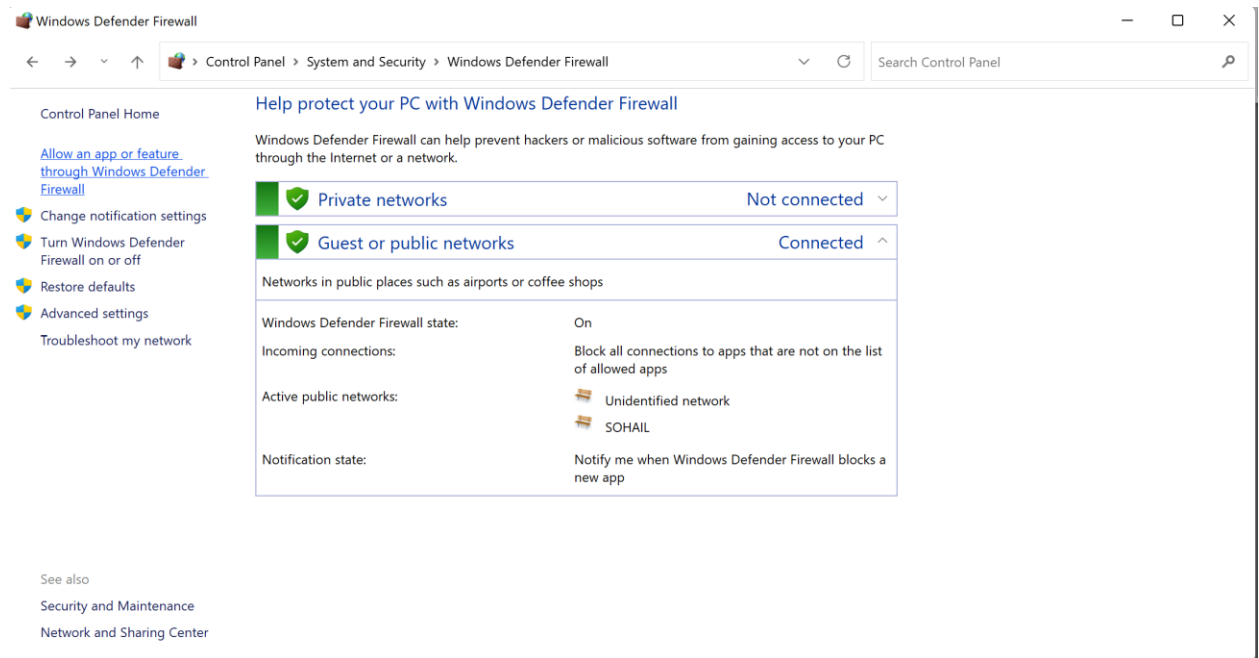 Windows Defender Firewall
Control Panel > System and Security > Windows Defender Firewall
Search Control Panel
Control Panel Home
Allow an app or feature
through Windows Defender
Firewall
Change notification settings
Turn Windows Defender
Firewall on or off
Restore defaults
Advanced settings
Troubleshoot my network
Help protect your PC with Windows Defender Firewall
Windows Defender Firewall can help prevent hackers or malicious software from gaining access to your PC
through the Internet or a network.
Private networks Not connected
Guest or public networks Connected
Networks in public places such as airports or coffee shops
Windows Defender Firewall state: On
Incoming connections: Block all connections to apps that are not on the list
of allowed apps
Active public networks: Unidentified network
SOHAIL
Notification state: Notify me when Windows Defender Firewall blocks a
new app
See also
Security and Maintenance
Network and Sharing Center